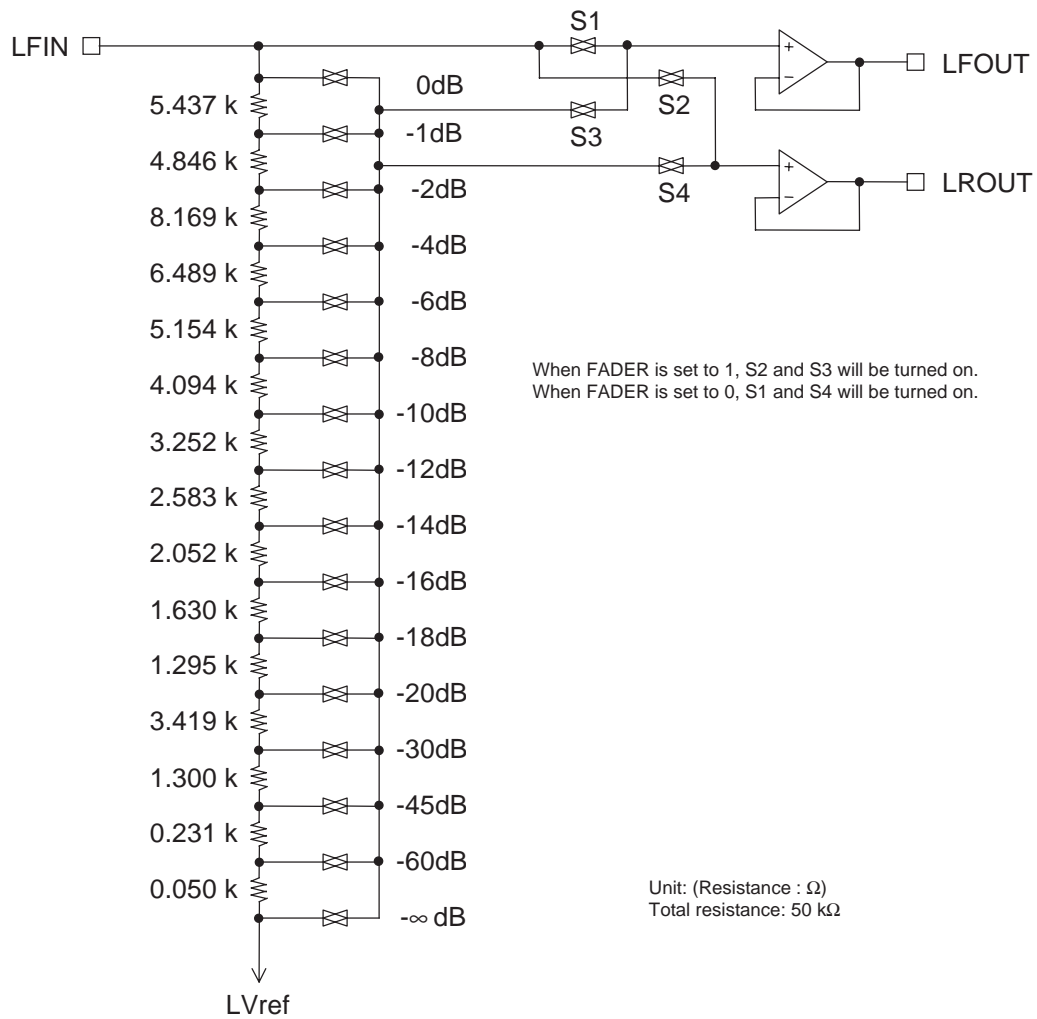 S1
LFIN
LFOUT
0dB
S2
5.437 k
S3
-1dB
4.846 k
LROUT
S4
-2dB
8.169 k
-4dB
6.489 k
-6dB
5.154 k
-8dB
When FADER is set to 1, S2 and S3 will be turned on.
When FADER is set to 0, S1 and S4 will be turned on.
4.094 k
-10dB
3.252 k
-12dB
2.583 k
-14dB
2.052 k
-16dB
1.630 k
-18dB
1.295 k
-20dB
3.419 k
-30dB
1.300 k
-45dB
0.231 k
-60dB
0.050 k
Unit: (Resistance : Ω)
Total resistance: 50 kΩ
-∞ dB
LVref